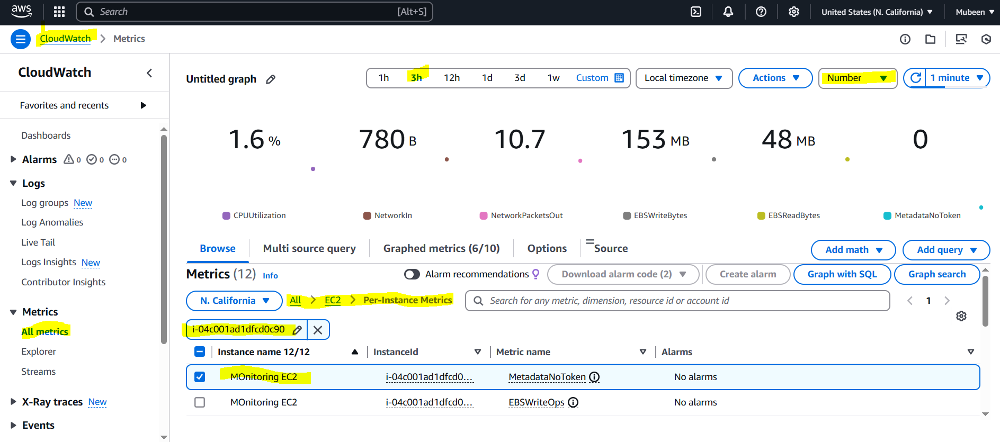 aws
Search [Alt+S]
United States (N. California)
Mubeen
CloudWatch
Metrics
CloudWatch
Favorites and recents
Dashboards
Alarms 0 0 0
Logs
Log groups New
Log Anomalies
Live Tail
Logs Insights New
Contributor Insights
Metrics
All metrics
Explorer
Streams
X-Ray traces New
Events
Untitled graph
1h 3h 12h 1d 3d 1w Custom
Local timezone
Actions
Number
1 minute
1.6 % 780 B 10.7 153 MB 48 MB 0
CPUUtilization NetworkIn NetworkPacketsOut EBSWriteBytes EBSReadBytes MetadataNoToken
Browse Multi source query Graphed metrics (6/10) Options Source
Add math Add query
Metrics (12) Info
Alarm recommendations
Download alarm code (2)
Create alarm
Graph with SQL
Graph search
N. California
All EC2 Per-Instance Metrics
Search for any metric, dimension, resource id or account id
1
i-04c001ad1dfcd0c90
Instance name 12/12 InstanceId Metric name Alarms
MOnitoring EC2 i-04c001ad1dfcd0... MetadataNoToken No alarms
MOnitoring EC2 i-04c001ad1dfcd0... EBSWriteOps No alarms